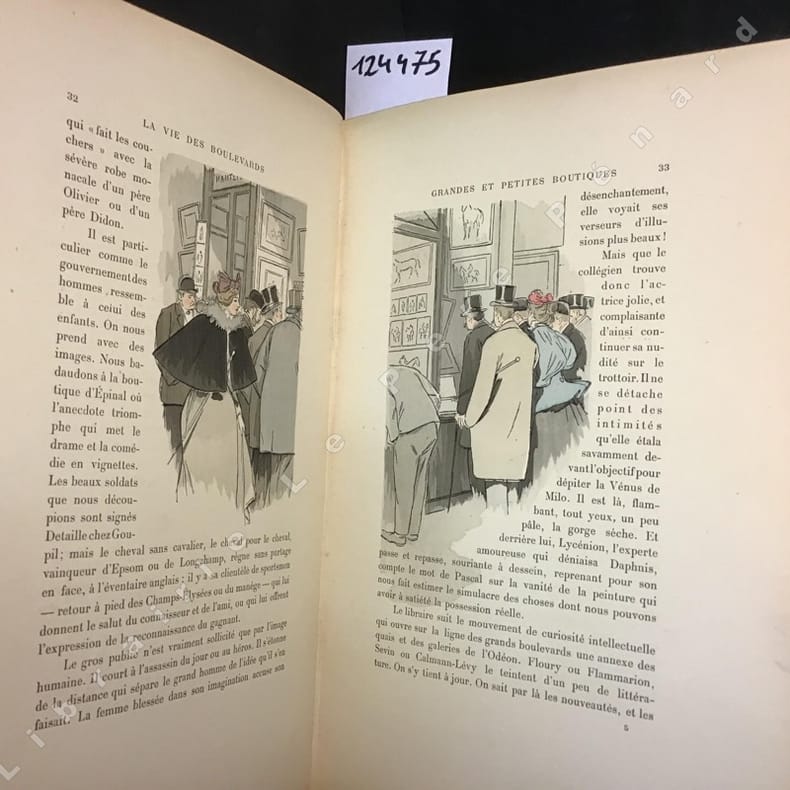 124475
32
LA VIE DES BOULEVARDS
qui « fait les cou-
chers » avec la
sévère robe mo-
nacale d'un père
Olivier ou d'un
père Didon.
Il est parti-
culier comme le
gouvernement des
hommes, ressem-
ble à celui des
enfants. On nous
prend avec des
images. Nous ba-
daudons à la bou-
tique d'Épinal où
l'anecdote triom-
phe qui met le
drame et la comé-
die en vignettes.
Les beaux soldats
que nous décou-
pions sont signés
Detaille chez Gou-
pil; mais le cheval sans cavalier, le cheval pour le cheval,
vainqueur d'Epsom ou de Longchamp, règne sans partage
en face, à l'éventaire anglais; il y a sa clientèle de sportsmen
— retour à pied des Champs-Élysées ou du manège — qui lui
donnent le salut du connaisseur et de l'ami, ou qui lui offrent
l'expression de la reconnaissance du gagnant.
Le gros public n'est vraiment sollicité que par l'image
humaine. Il court à l'assassin du jour ou au héros. Il s'étonne
de la distance qui sépare le grand homme de l'idée qu'il s'en
faisait. La femme blessée dans son imagination accuse son
33
GRANDES ET PETITES BOUTIQUES
désenchantement,
elle voyait ses
verseurs d'illu-
sions plus beaux!
Mais que le
collégien trouve
donc l'ac-
trice jolie, et
complaisante
d'ainsi con-
tinuer sa nu-
dité sur le
trottoir. Il ne
se détache
point des
intimités
qu'elle étala
savamment de-
vant l'objectif pour
dépiter la Vénus de
Milo. Il est là, flam-
bant, tout yeux, un peu
pâle, la gorge sèche. Et
derrière lui, Lycénion, l'experte
amoureuse qui déniaisa Daphnis,
passe et repasse, souriante à dessein, reprenant pour son
compte le mot de Pascal sur la vanité de la peinture qui
nous fait estimer le simulacre des choses dont nous pouvons
avoir à satiété la possession réelle.
Le libraire suit le mouvement de curiosité intellectuelle
qui ouvre sur la ligne des grands boulevards une annexe des
quais et des galeries de l'Odéon. Floury ou Flammarion,
Sevin ou Calmann-Lévy le teintent d'un peu de littéra-
ture. On s'y tient à jour. On sait par là les nouveautés, et les
5